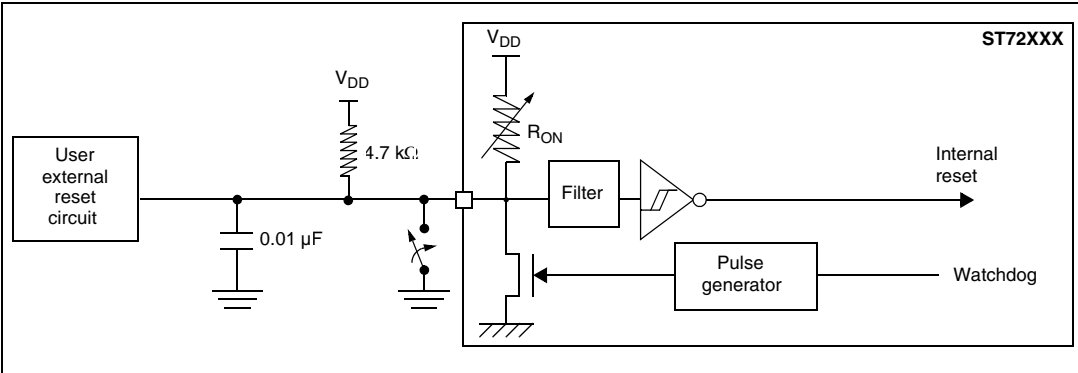 ST72XXX
VDD
VDD
RON
4.7 kΩ
User
external
reset
circuit
Filter
Internal
reset
0.01 µF
Pulse
generator
Watchdog